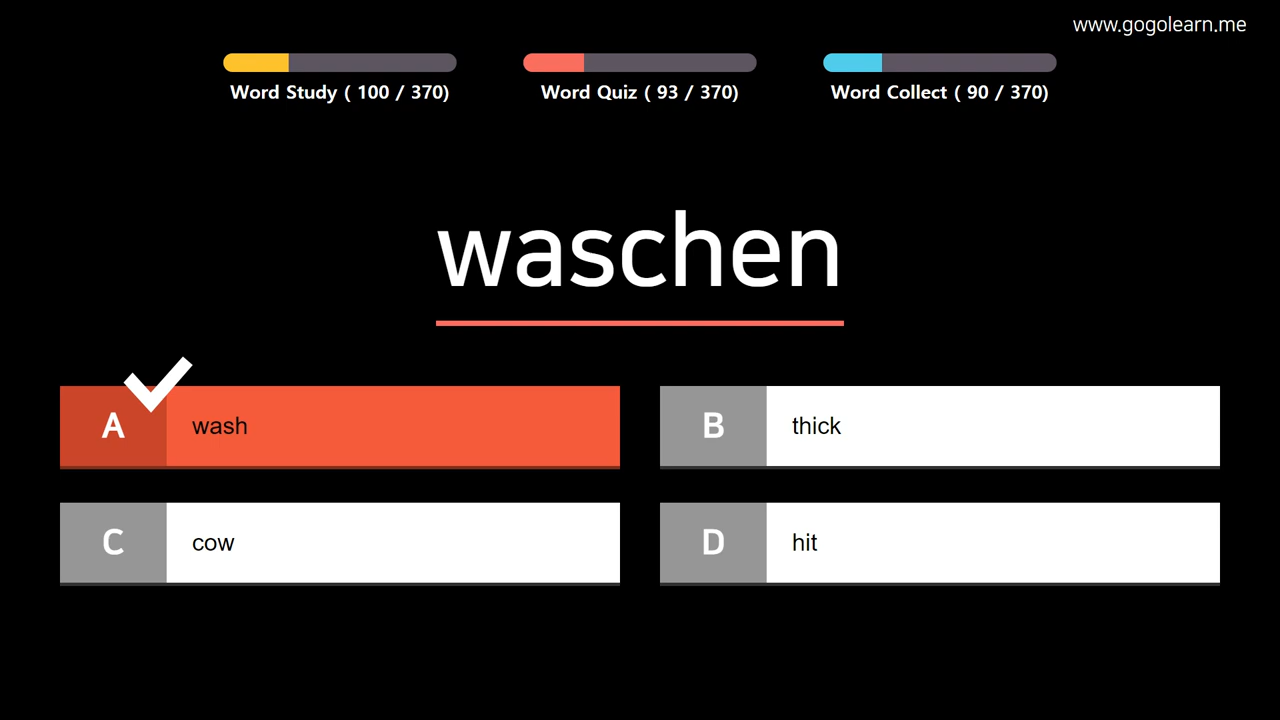 www.gogolearn.me
Word Study ( 100 / 370)
Word Quiz ( 93 / 370)
Word Collect ( 90 / 370)
waschen
A wash
B thick
C cow
D hit